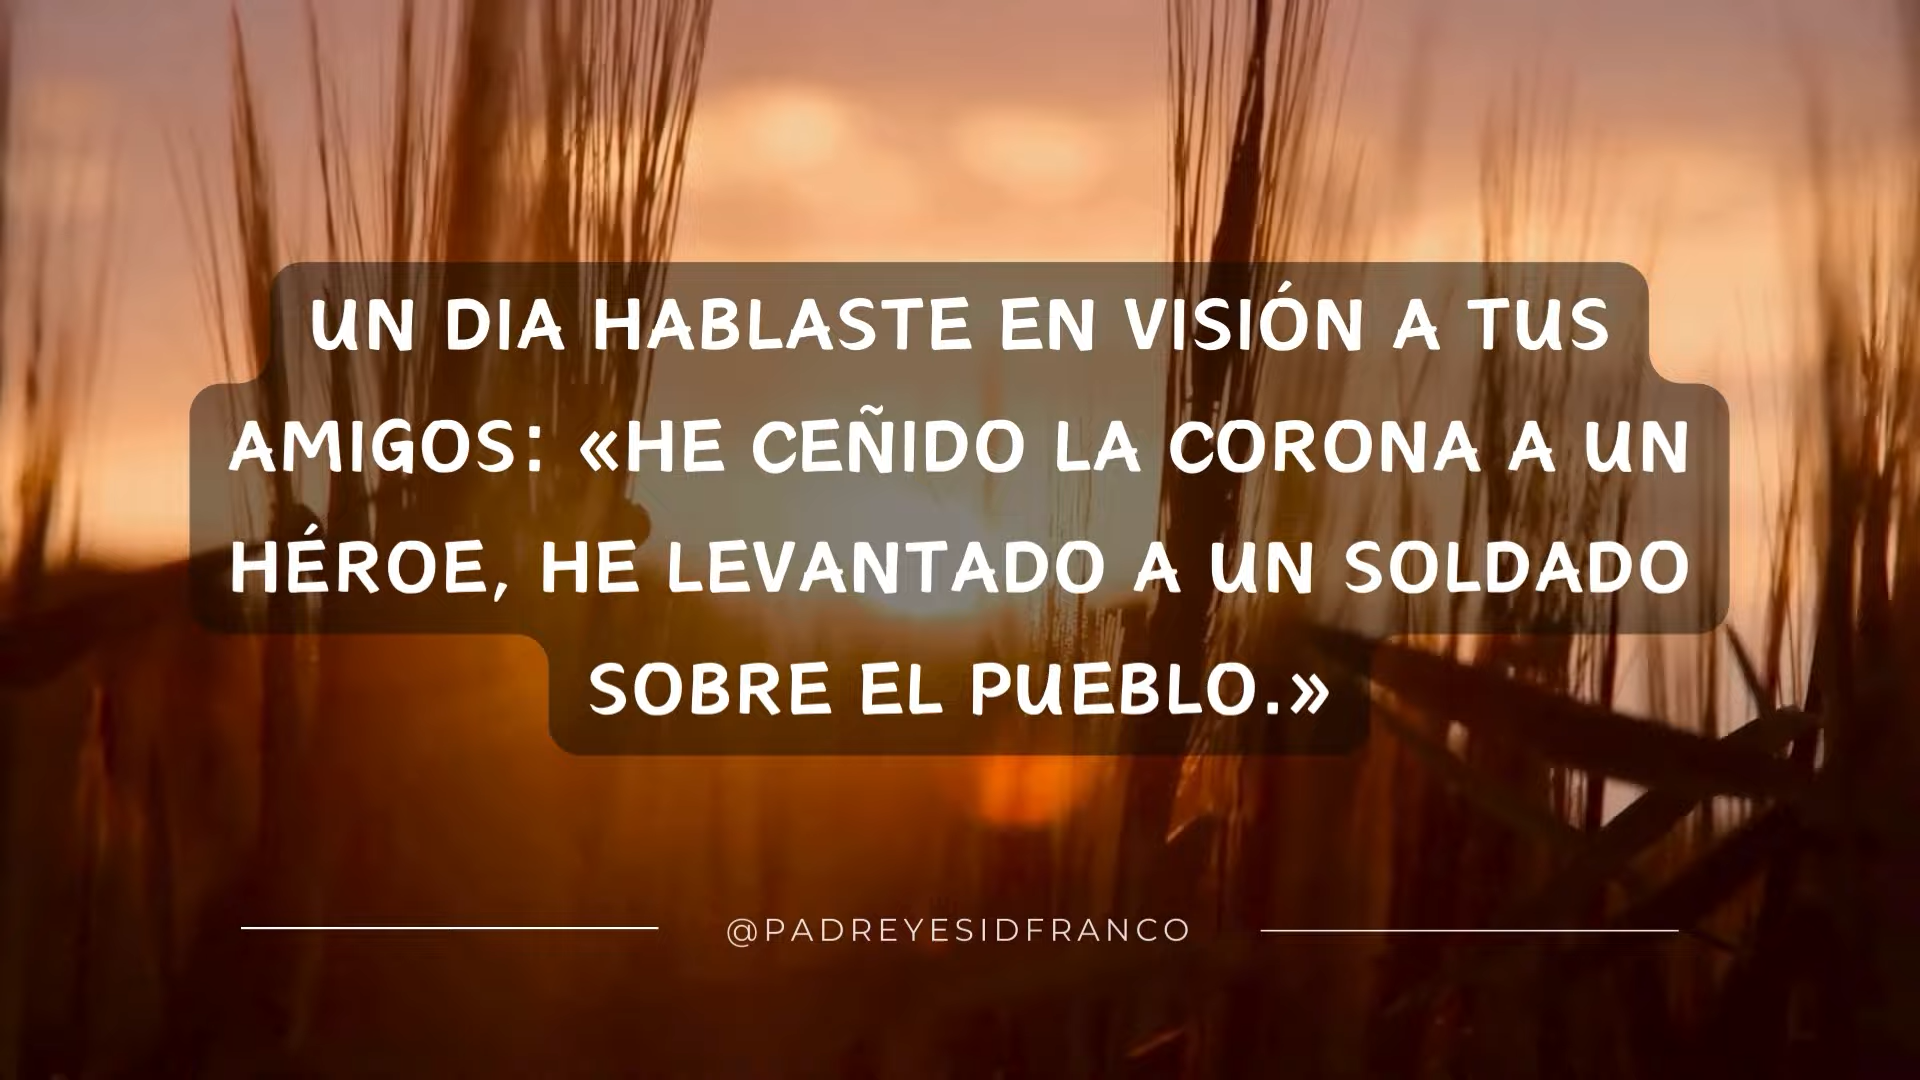 UN DIA HABLASTE EN VISIÓN A TUS
AMIGOS: «HE CEÑIDO LA CORONA A UN
HÉROE, HE LEVANTADO A UN SOLDADO
SOBRE EL PUEBLO.»
@PADREYESIDFRANCO